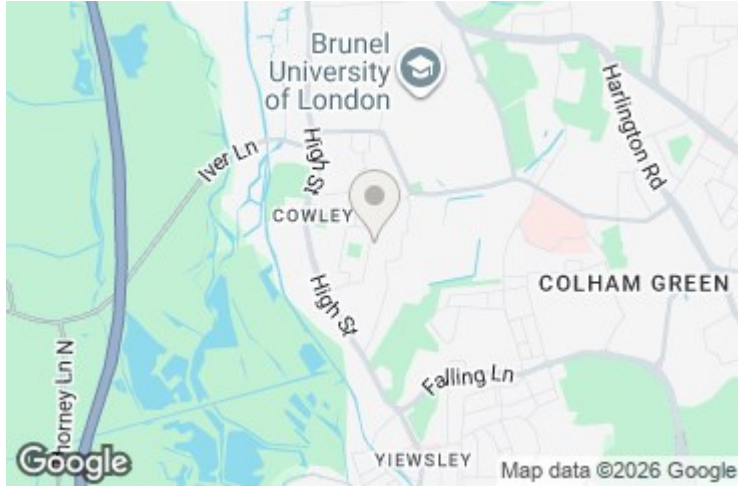 Brunel
University
of London
Harlington Rd
Iver Ln
High St
COWLEY
COLHAM GREEN
High St
Falling Ln
Thorney Ln N
YIEWSLEY
Google
Map data ©2026 Google